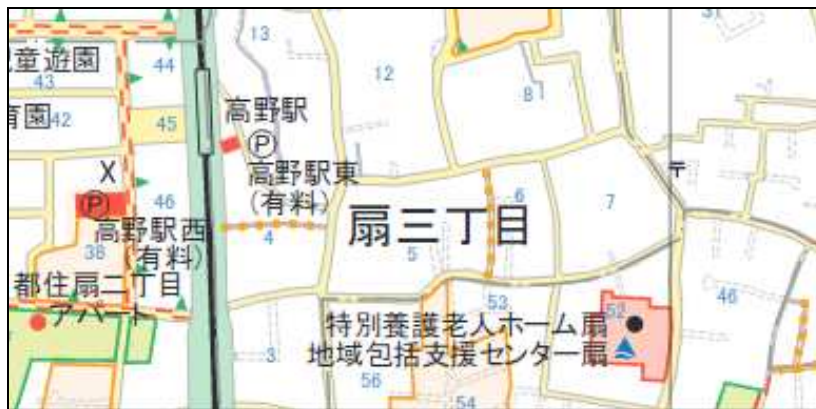 13
31
44
12
児童遊園
43
8
高野駅
育園
42
45
P
X
高野駅東
(有料)
6
46
7
P
扇三丁目
高野駅西
(有料)
4
38
5
都住扇二丁目
アパート
53
52
46
特別養護老人ホーム扇
地域包括支援センター扇
3
56
54